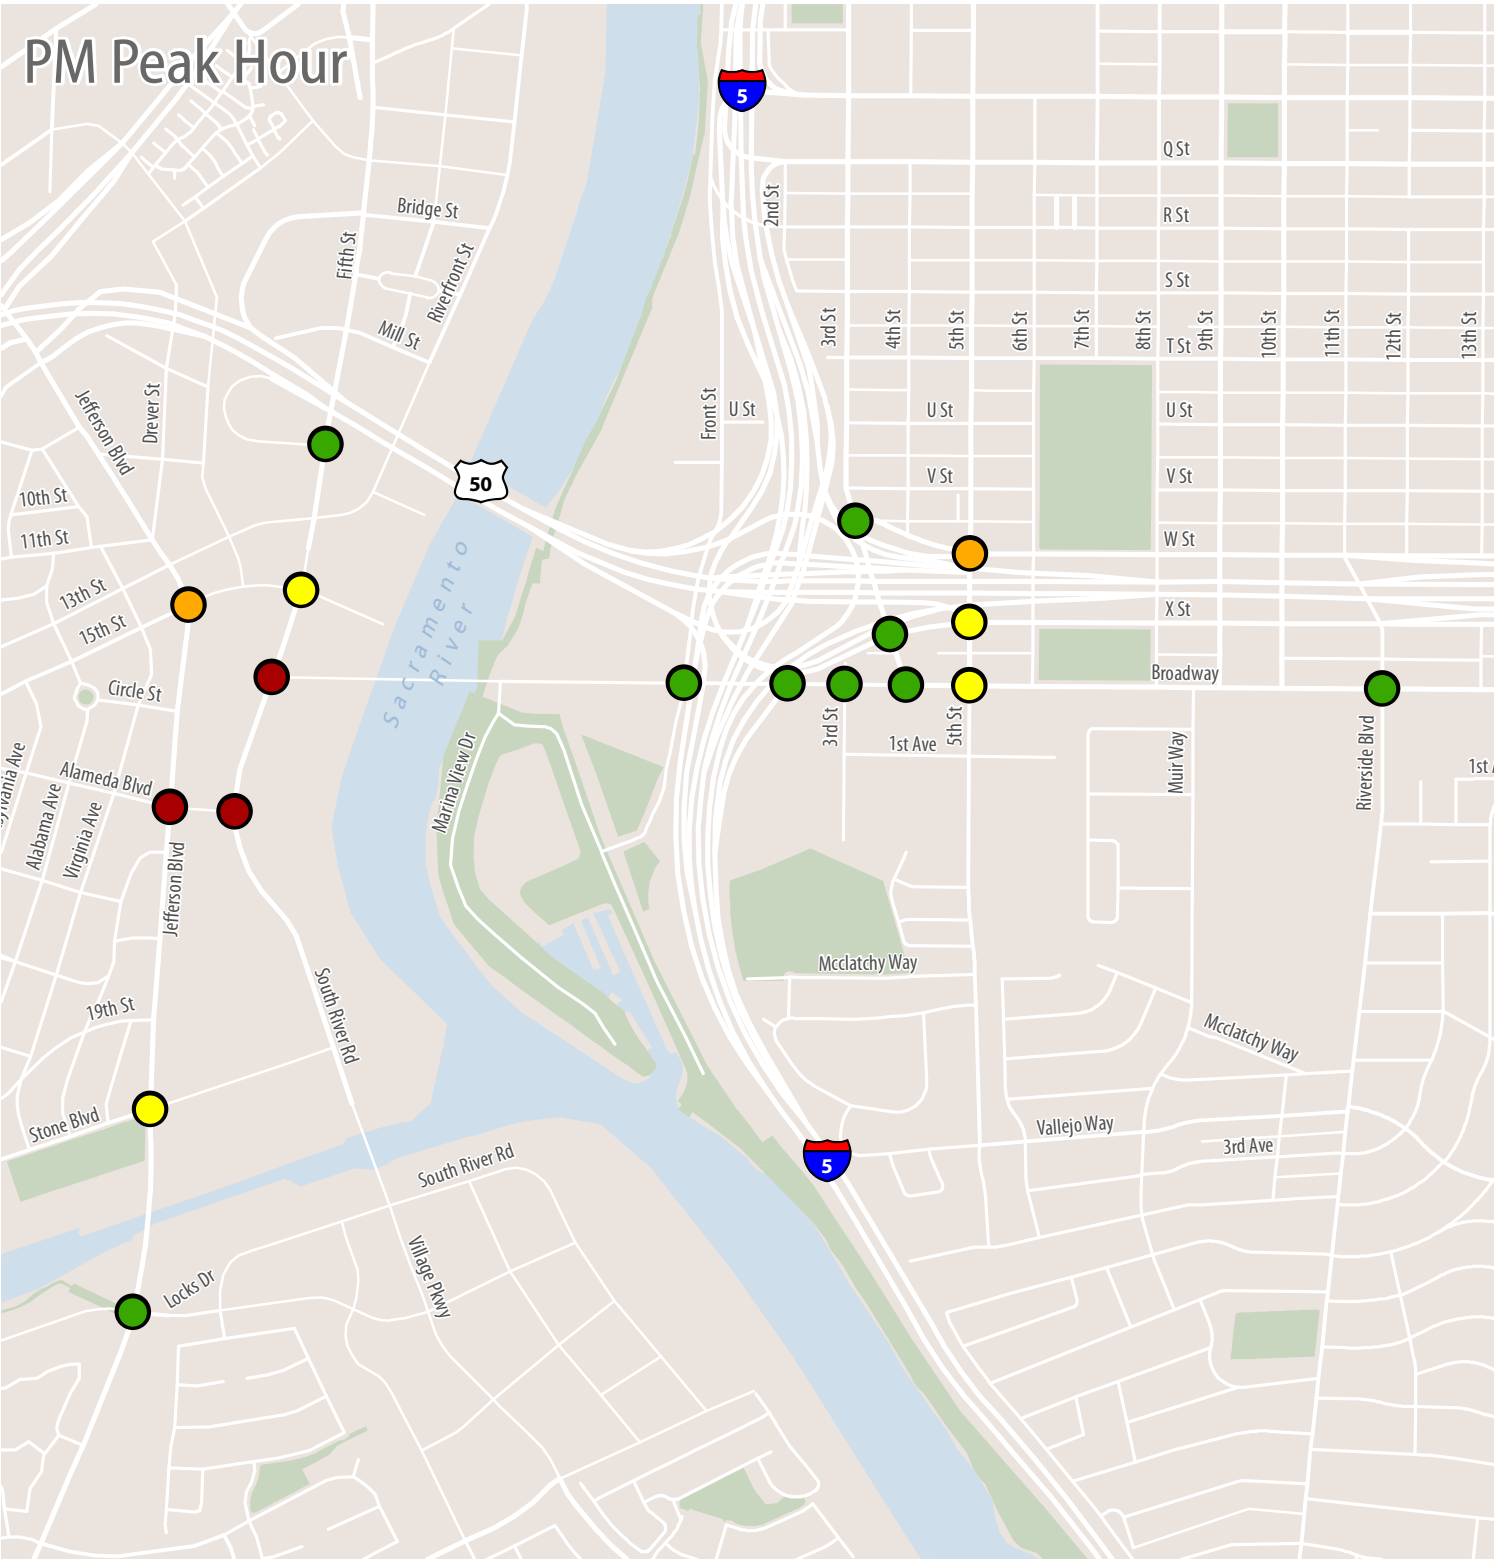 PM Peak Hour
5
Q St
2nd St
R St
Bridge St
Fifth St
Riverfront St
S St
Mill St
3rd St
4th St
5th St
6th St
7th St
8th St
9th St
10th St
11th St
12th St
13th St
T St
Jefferson Blvd
Drever St
Front St
U St
U St
U St
V St
V St
50
10th St
11th St
W St
13th St
15th St
Sacramento
River
X St
Broadway
Circle St
Marina View Dr
3rd St
1st Ave
5th St
Muir Way
Riverside Blvd
1st
Alameda Blvd
Alabama Ave
Virginia Ave
Jefferson Blvd
Mcclatchy Way
South River Rd
19th St
Mcclatchy Way
Stone Blvd
Vallejo Way
3rd Ave
5
South River Rd
Village Pkwy
Locks Dr